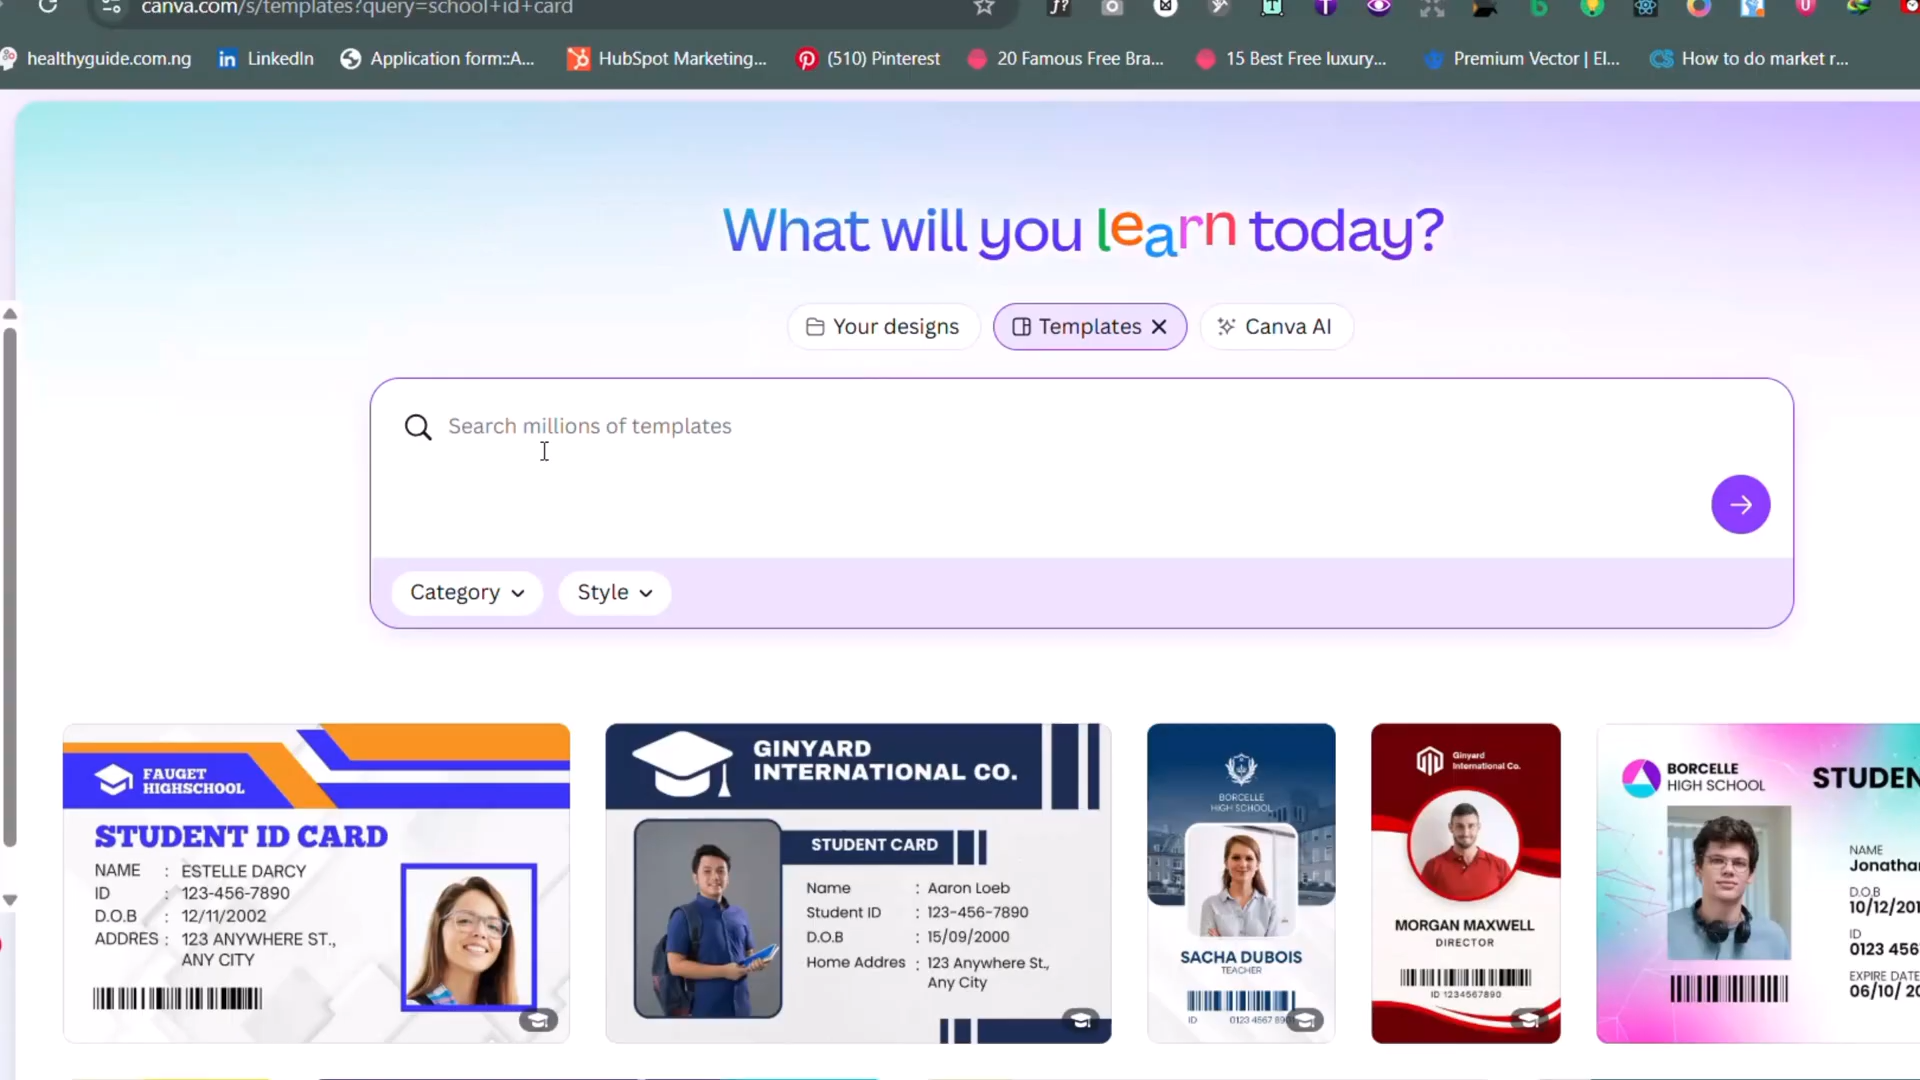 canva.com/s/templates?query=school+id+card
healthyguide.com.ng LinkedIn Application form::A... HubSpot Marketing... (510) Pinterest 20 Famous Free Bra... 15 Best Free luxury... Premium Vector | El... How to do market r...
What will you learn today?
Your designs Templates Canva AI
Search millions of templates
Category Style
FAUGET
HIGHSCHOOL
STUDENT ID CARD
NAME : ESTELLE DARCY
ID : 123-456-7890
D.O.B : 12/11/2002
ADDRES : 123 ANYWHERE ST.,
ANY CITY
GINYARD
INTERNATIONAL CO.
STUDENT CARD
Name : Aaron Loeb
Student ID : 123-456-7890
D.O.B : 15/09/2000
Home Addres : 123 Anywhere St.,
Any City
BORCELLE
HIGH SCHOOL
SACHA DUBOIS
TEACHER
ID 0123 4567 890
Ginyard
International Co.
MORGAN MAXWELL
DIRECTOR
ID 1234567890
BORCELLE
HIGH SCHOOL
STUDEN
NAME
Jonathan
D.O.B
10/12/201
ID
0123 456
EXPIRE DATE
06/10/ 20